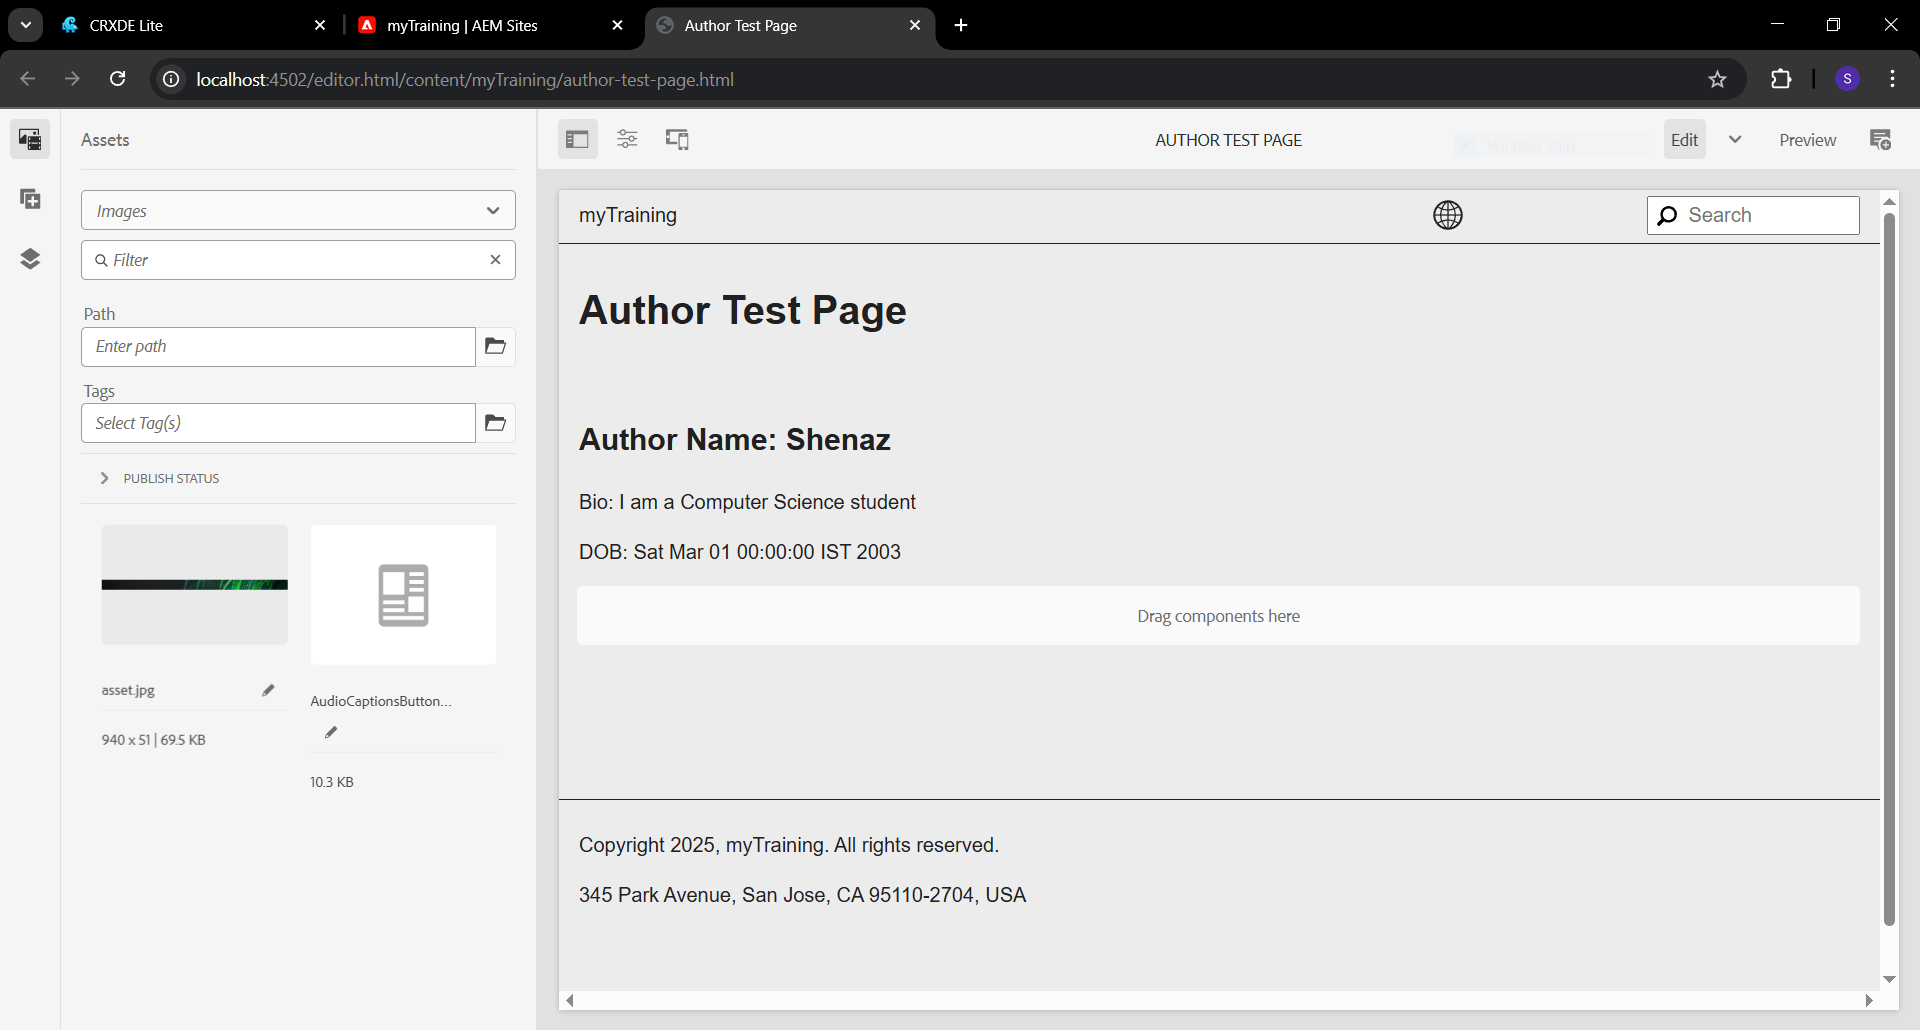 CRXDE Lite
myTraining | AEM Sites
Author Test Page
localhost:4502/editor.html/content/myTraining/author-test-page.html
S
Assets
Images
Filter
Path
Enter path
Tags
Select Tag(s)
PUBLISH STATUS
asset.jpg
940 x 51 | 69.5 KB
AudioCaptionsButton...
10.3 KB
AUTHOR TEST PAGE
Edit
Preview
myTraining
Search
Author Test Page
Author Name: Shenaz
Bio: I am a Computer Science student
DOB: Sat Mar 01 00:00:00 IST 2003
Drag components here
Copyright 2025, myTraining. All rights reserved.
345 Park Avenue, San Jose, CA 95110-2704, USA